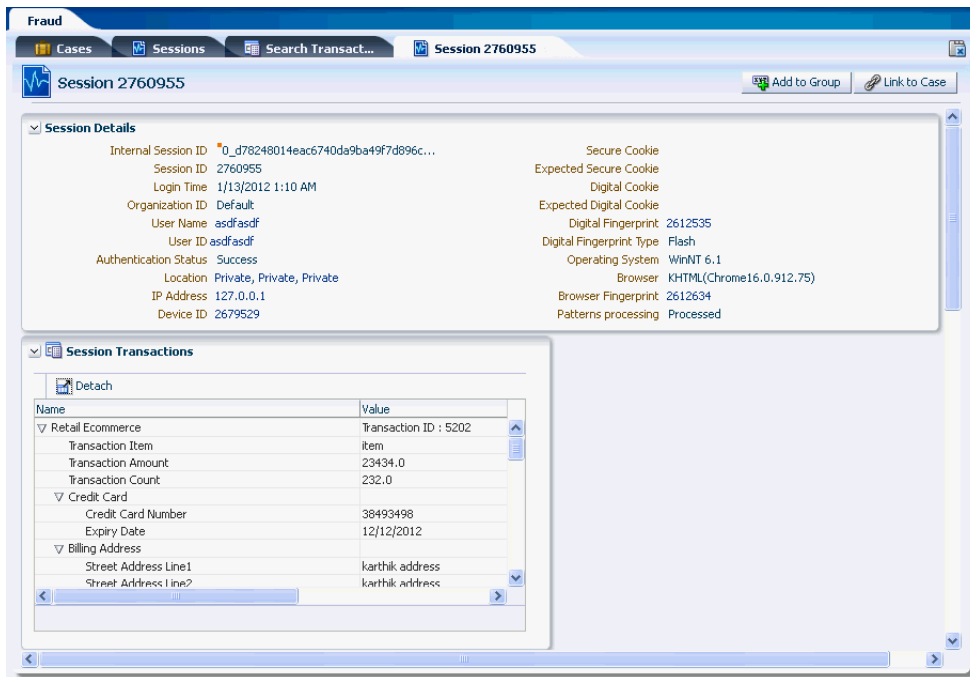 Fraud
Cases Sessions Search Transact... Session 2760955
Session 2760955 Add to Group Link to Case
Session Details
Internal Session ID 0_d78248014eac6740da9ba49f7d896c...
Session ID 2760955
Login Time 1/13/2012 1:10 AM
Organization ID Default
User Name asdfasdf
User ID asdfasdf
Authentication Status Success
Location Private, Private, Private
IP Address 127.0.0.1
Device ID 2679529
Secure Cookie
Expected Secure Cookie
Digital Cookie
Expected Digital Cookie
Digital Fingerprint 2612535
Digital Fingerprint Type Flash
Operating System WinNT 6.1
Browser KHTML(Chrome16.0.912.75)
Browser Fingerprint 2612634
Patterns processing Processed
Session Transactions
Detach
Name Value
Retail Ecommerce Transaction ID : 5202
Transaction Item item
Transaction Amount 23434.0
Transaction Count 232.0
Credit Card
Credit Card Number 38493498
Expiry Date 12/12/2012
Billing Address
Street Address Line1 karthik address
Street Address Line2 karthik address